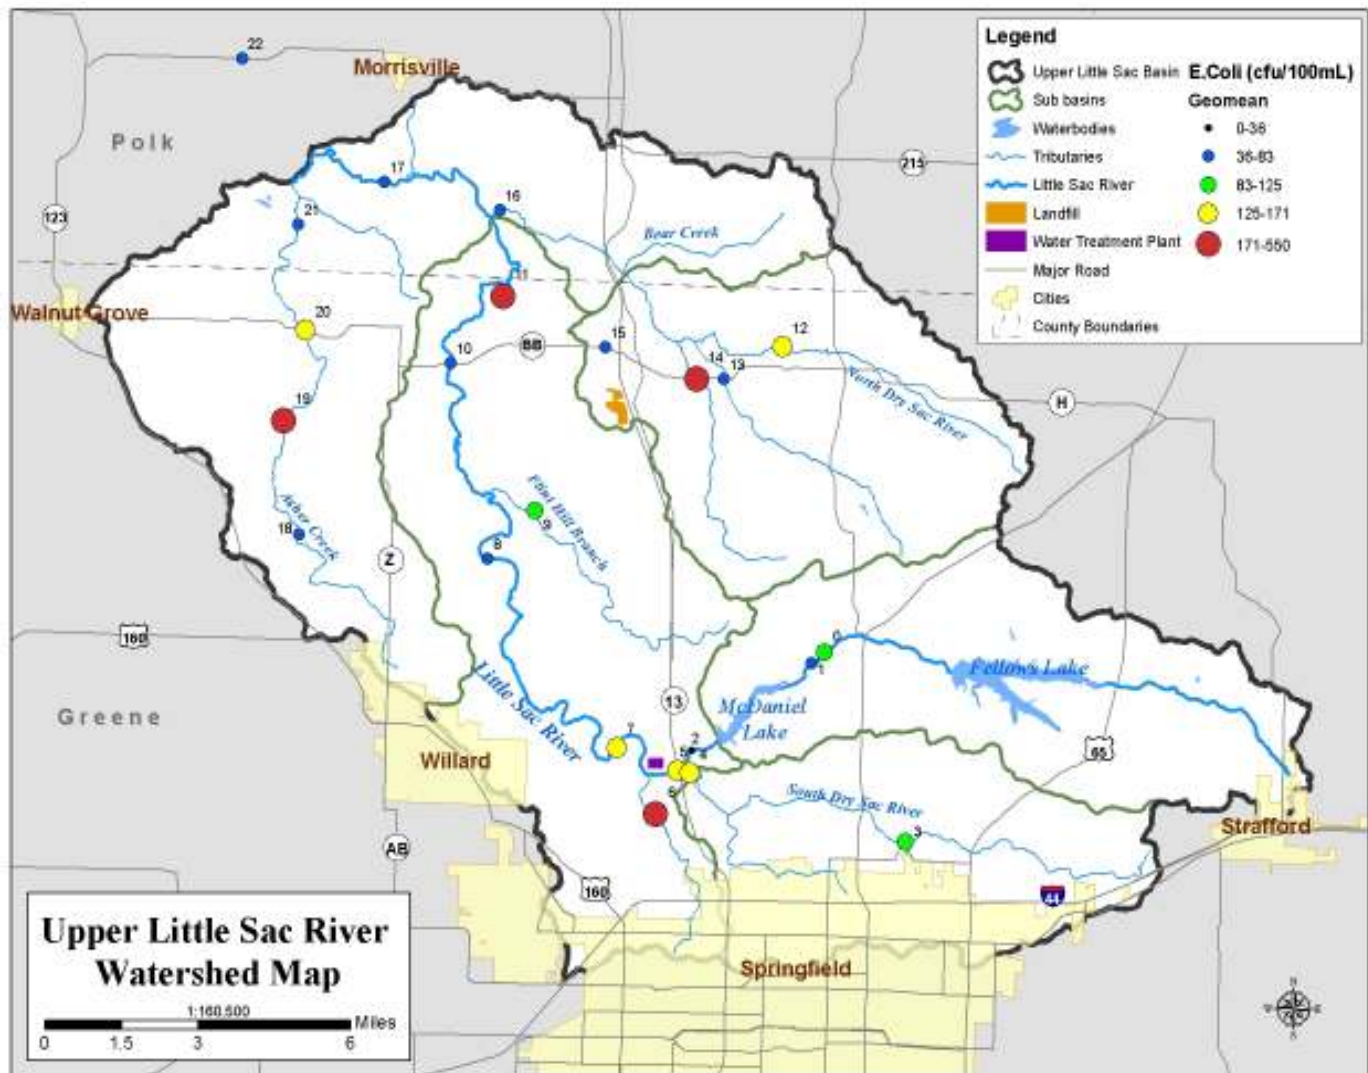 22
Morrisville
Polk
215
17
16
123
21
Bear Creek
11
Walnut Grove
20
15
BB
12
10
14
13
North Dry Sac River
H
19
Flint Hill Branch
9
Asher Creek
18
8
Z
160
0
1
Fellows Lake
Little Sac River
13
McDaniel
Lake
Greene
7
2
5
4
65
Willard
6
South Dry Sac River
3
Strafford
AB
160
44
Springfield
Legend
Upper Little Sac Basin
Sub basins
Waterbodies
Tributaries
Little Sac River
Landfill
Water Treatment Plant
Major Road
Cities
County Boundaries
E.Coli (cfu/100mL)
Geomean
0-36
36-83
83-125
125-171
171-550
Upper Little Sac River
Watershed Map
1:160,500
Miles
0 1.5 3 6
N
W E
S